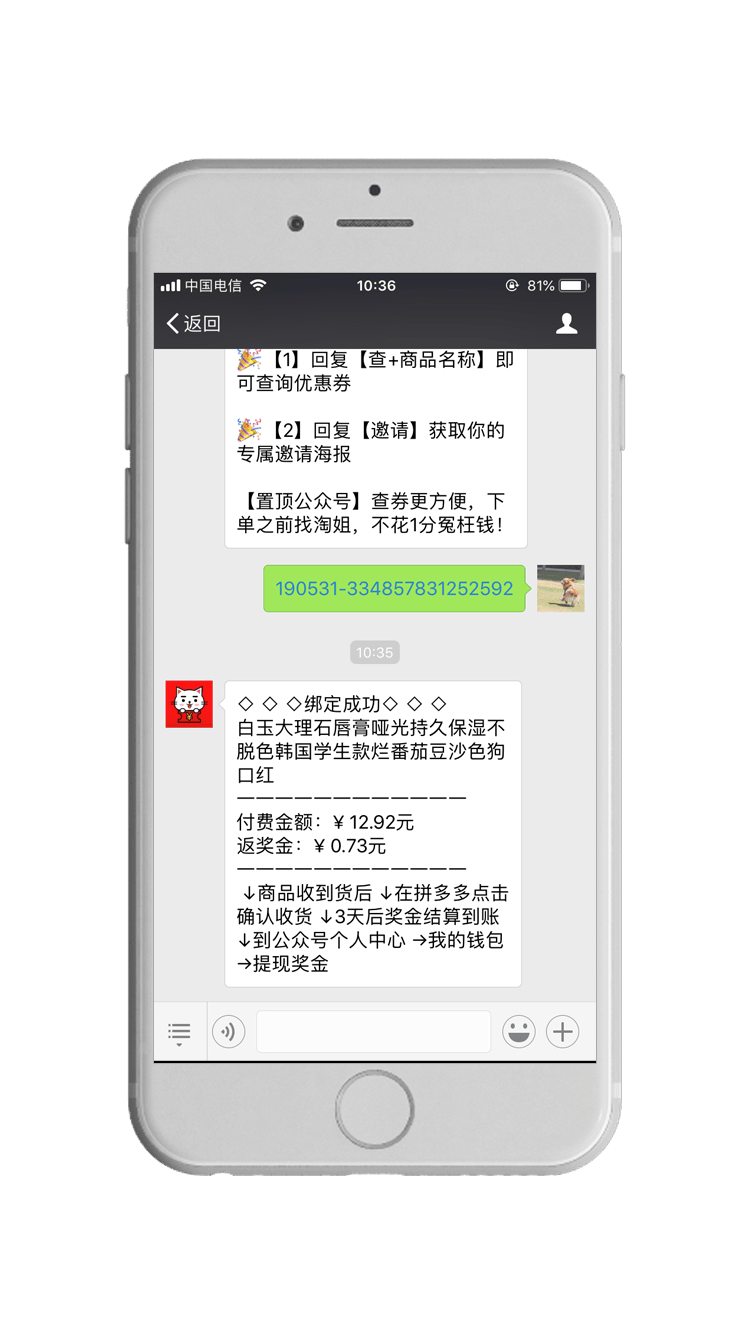 中国电信
10:36
81%
返回
【1】回复【查+商品名称】即
可查询优惠券
【2】回复【邀请】获取你的
专属邀请海报
【置顶公众号】查券更方便，下
单之前找淘姐，不花1分冤枉钱！
190531-334857831252592
10:35
◇ ◇ ◇绑定成功◇ ◇ ◇
白玉大理石唇膏哑光持久保湿不
脱色韩国学生款烂番茄豆沙色狗
口红
————————————
付费金额：￥12.92元
返奖金：￥0.73元
————————————
↓商品收到货后 ↓在拼多多点击
确认收货 ↓3天后奖金结算到账
↓到公众号个人中心 →我的钱包
→提现奖金